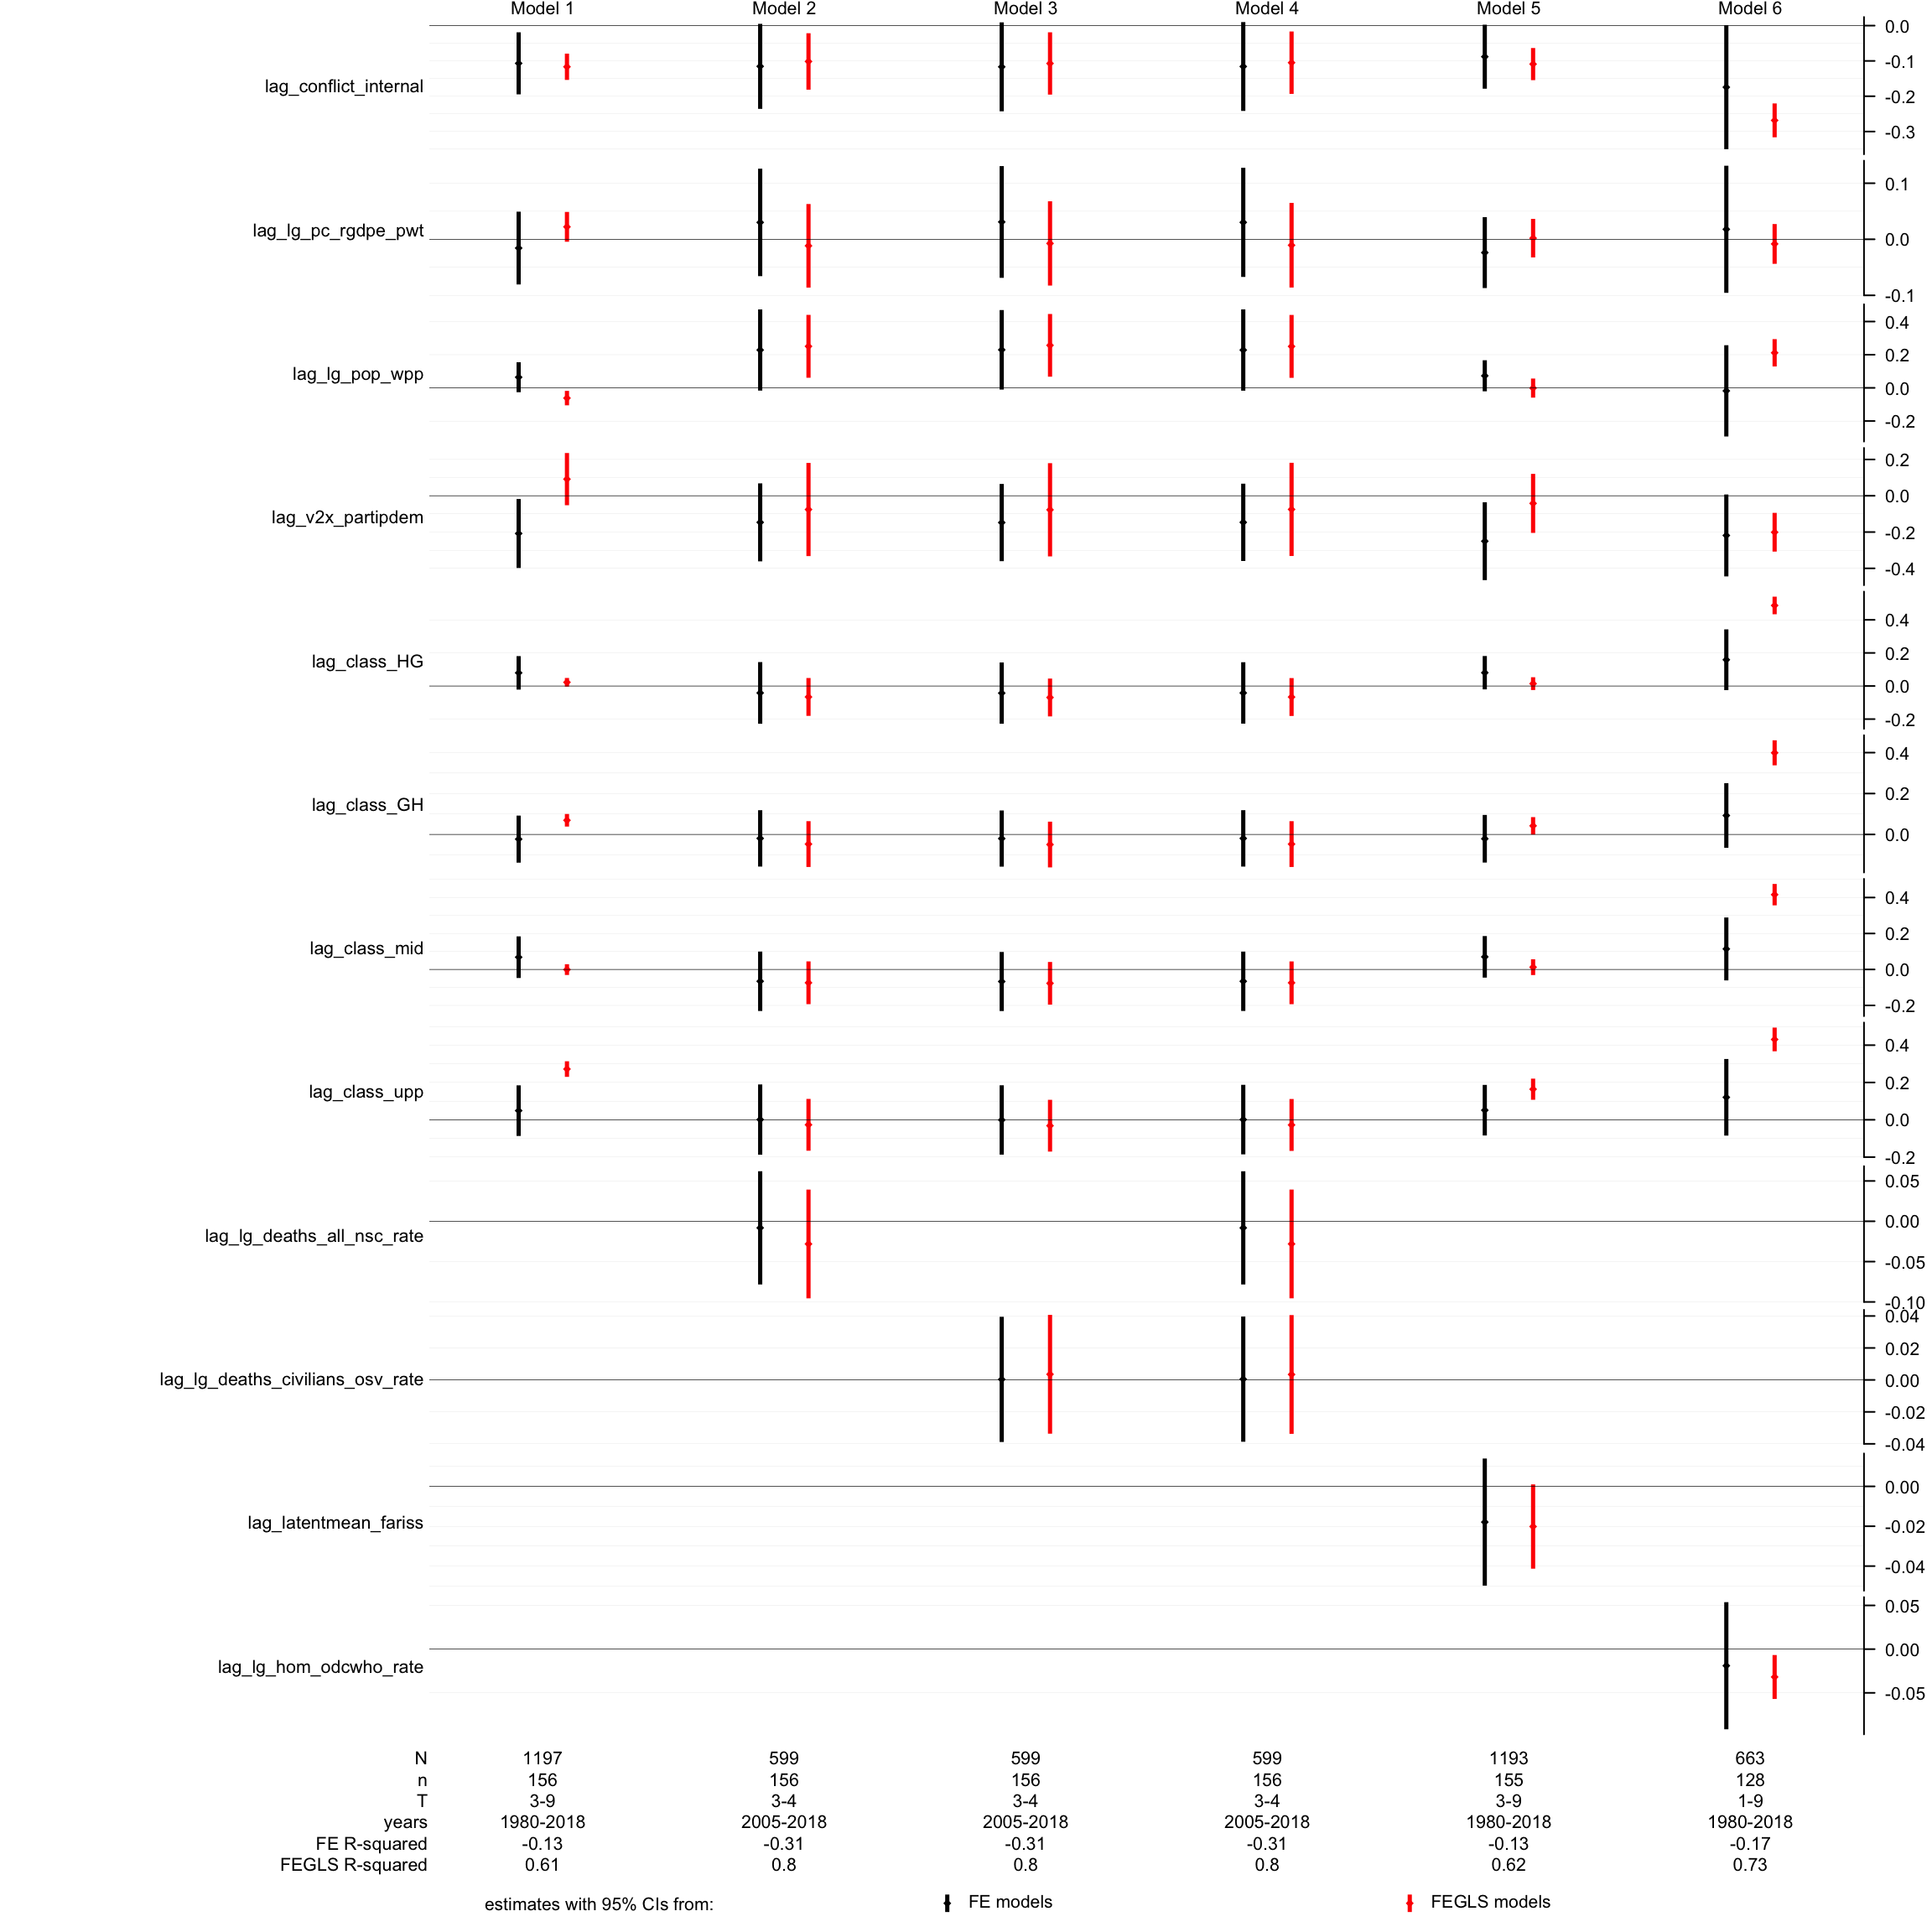 Model 1 Model 2 Model 3 Model 4 Model 5 Model 6
0.0
-0.1
lag_conflict_internal
-0.2
-0.3
0.1
lag_lg_pc_rgdpe_pwt
0.0
-0.1
0.4
0.2
lag_lg_pop_wpp
0.0
-0.2
0.2
0.0
lag_v2x_partipdem
-0.2
-0.4
0.4
0.2
lag_class_HG
0.0
-0.2
0.4
0.2
lag_class_GH
0.0
0.4
0.2
lag_class_mid
0.0
-0.2
0.4
0.2
lag_class_upp
0.0
-0.2
0.05
0.00
lag_lg_deaths_all_nsc_rate
-0.05
-0.10
0.04
0.02
lag_lg_deaths_civilians_osv_rate 0.00
-0.02
-0.04
0.00
lag_latentmean_fariss
-0.02
-0.04
0.05
0.00
lag_lg_hom_odcwho_rate
-0.05
N 1197 599 599 599 1193 663
n 156 156 156 156 155 128
T 3-9 3-4 3-4 3-4 3-9 1-9
years 1980-2018 2005-2018 2005-2018 2005-2018 1980-2018 1980-2018
FE R-squared -0.13 -0.31 -0.31 -0.31 -0.13 -0.17
FEGLS R-squared 0.61 0.8 0.8 0.8 0.62 0.73
estimates with 95% CIs from: FE models FEGLS models